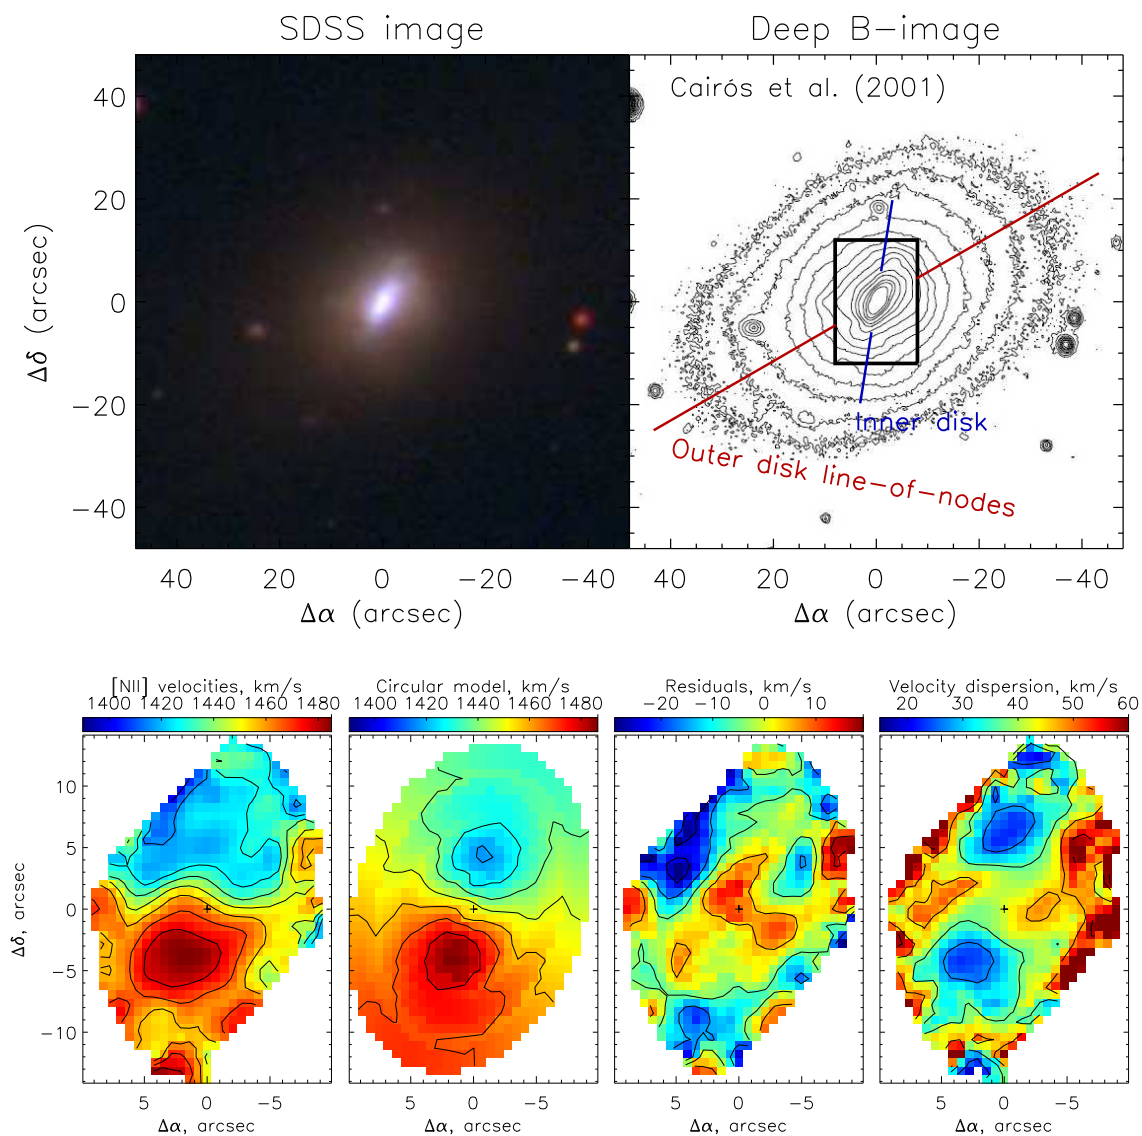 SDSS image
Deep B-image
Cairós et al. (2001)
40
20
0
-20
-40
Δδ (arcsec)
Inner disk
Outer disk line-of-nodes
40 20 0 -20 -40
40 20 0 -20 -40
Δα (arcsec)
Δα (arcsec)
[NII] velocities, km/s
1400 1420 1440 1460 1480
Circular model, km/s
1400 1420 1440 1460 1480
Residuals, km/s
-20 -10 0 10
Velocity dispersion, km/s
20 30 40 50 60
10
5
0
-5
-10
Δδ, arcsec
5 0 -5
5 0 -5
5 0 -5
5 0 -5
Δα, arcsec
Δα, arcsec
Δα, arcsec
Δα, arcsec